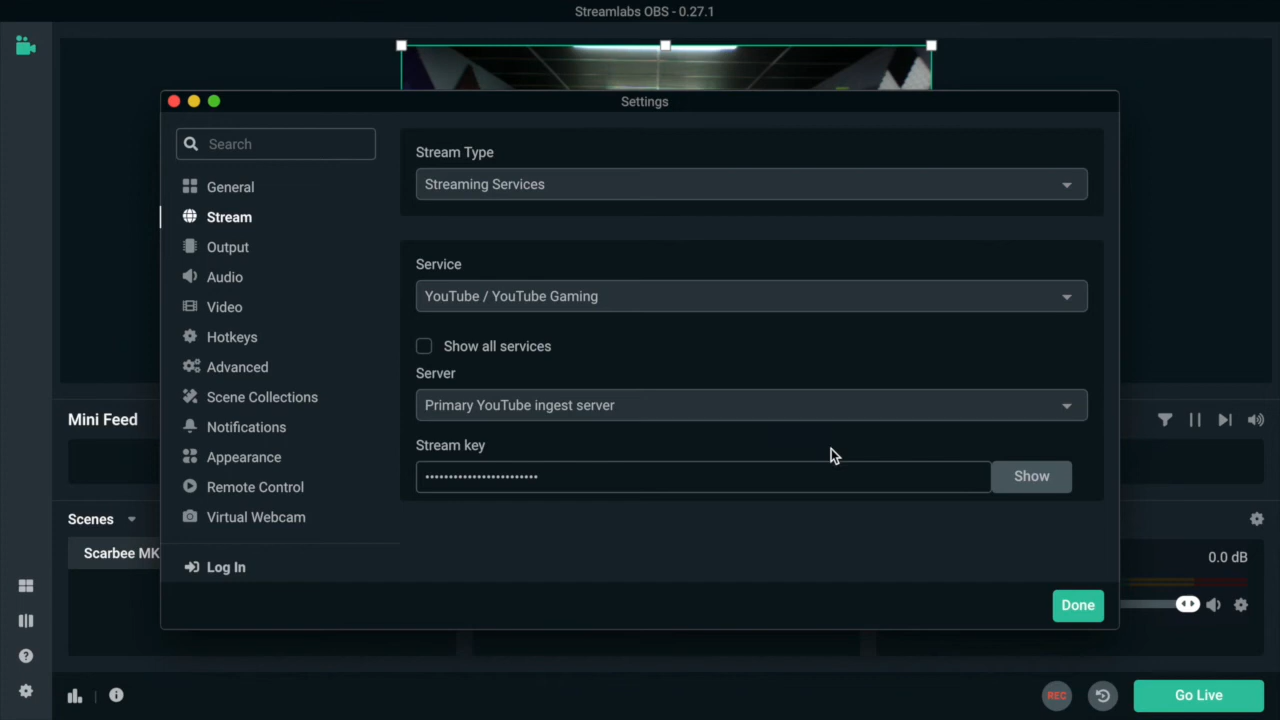 Streamlabs OBS - 0.27.1
Settings
Search
General
Stream
Output
Audio
Video
Hotkeys
Advanced
Scene Collections
Notifications
Appearance
Remote Control
Virtual Webcam
Log In
Stream Type
Streaming Services
Service
YouTube / YouTube Gaming
Show all services
Server
Primary YouTube ingest server
Stream key
••••••••••••••••••••••••
Show
Done
Mini Feed
Scenes
Scarbee MK
0.0 dB
REC
Go Live